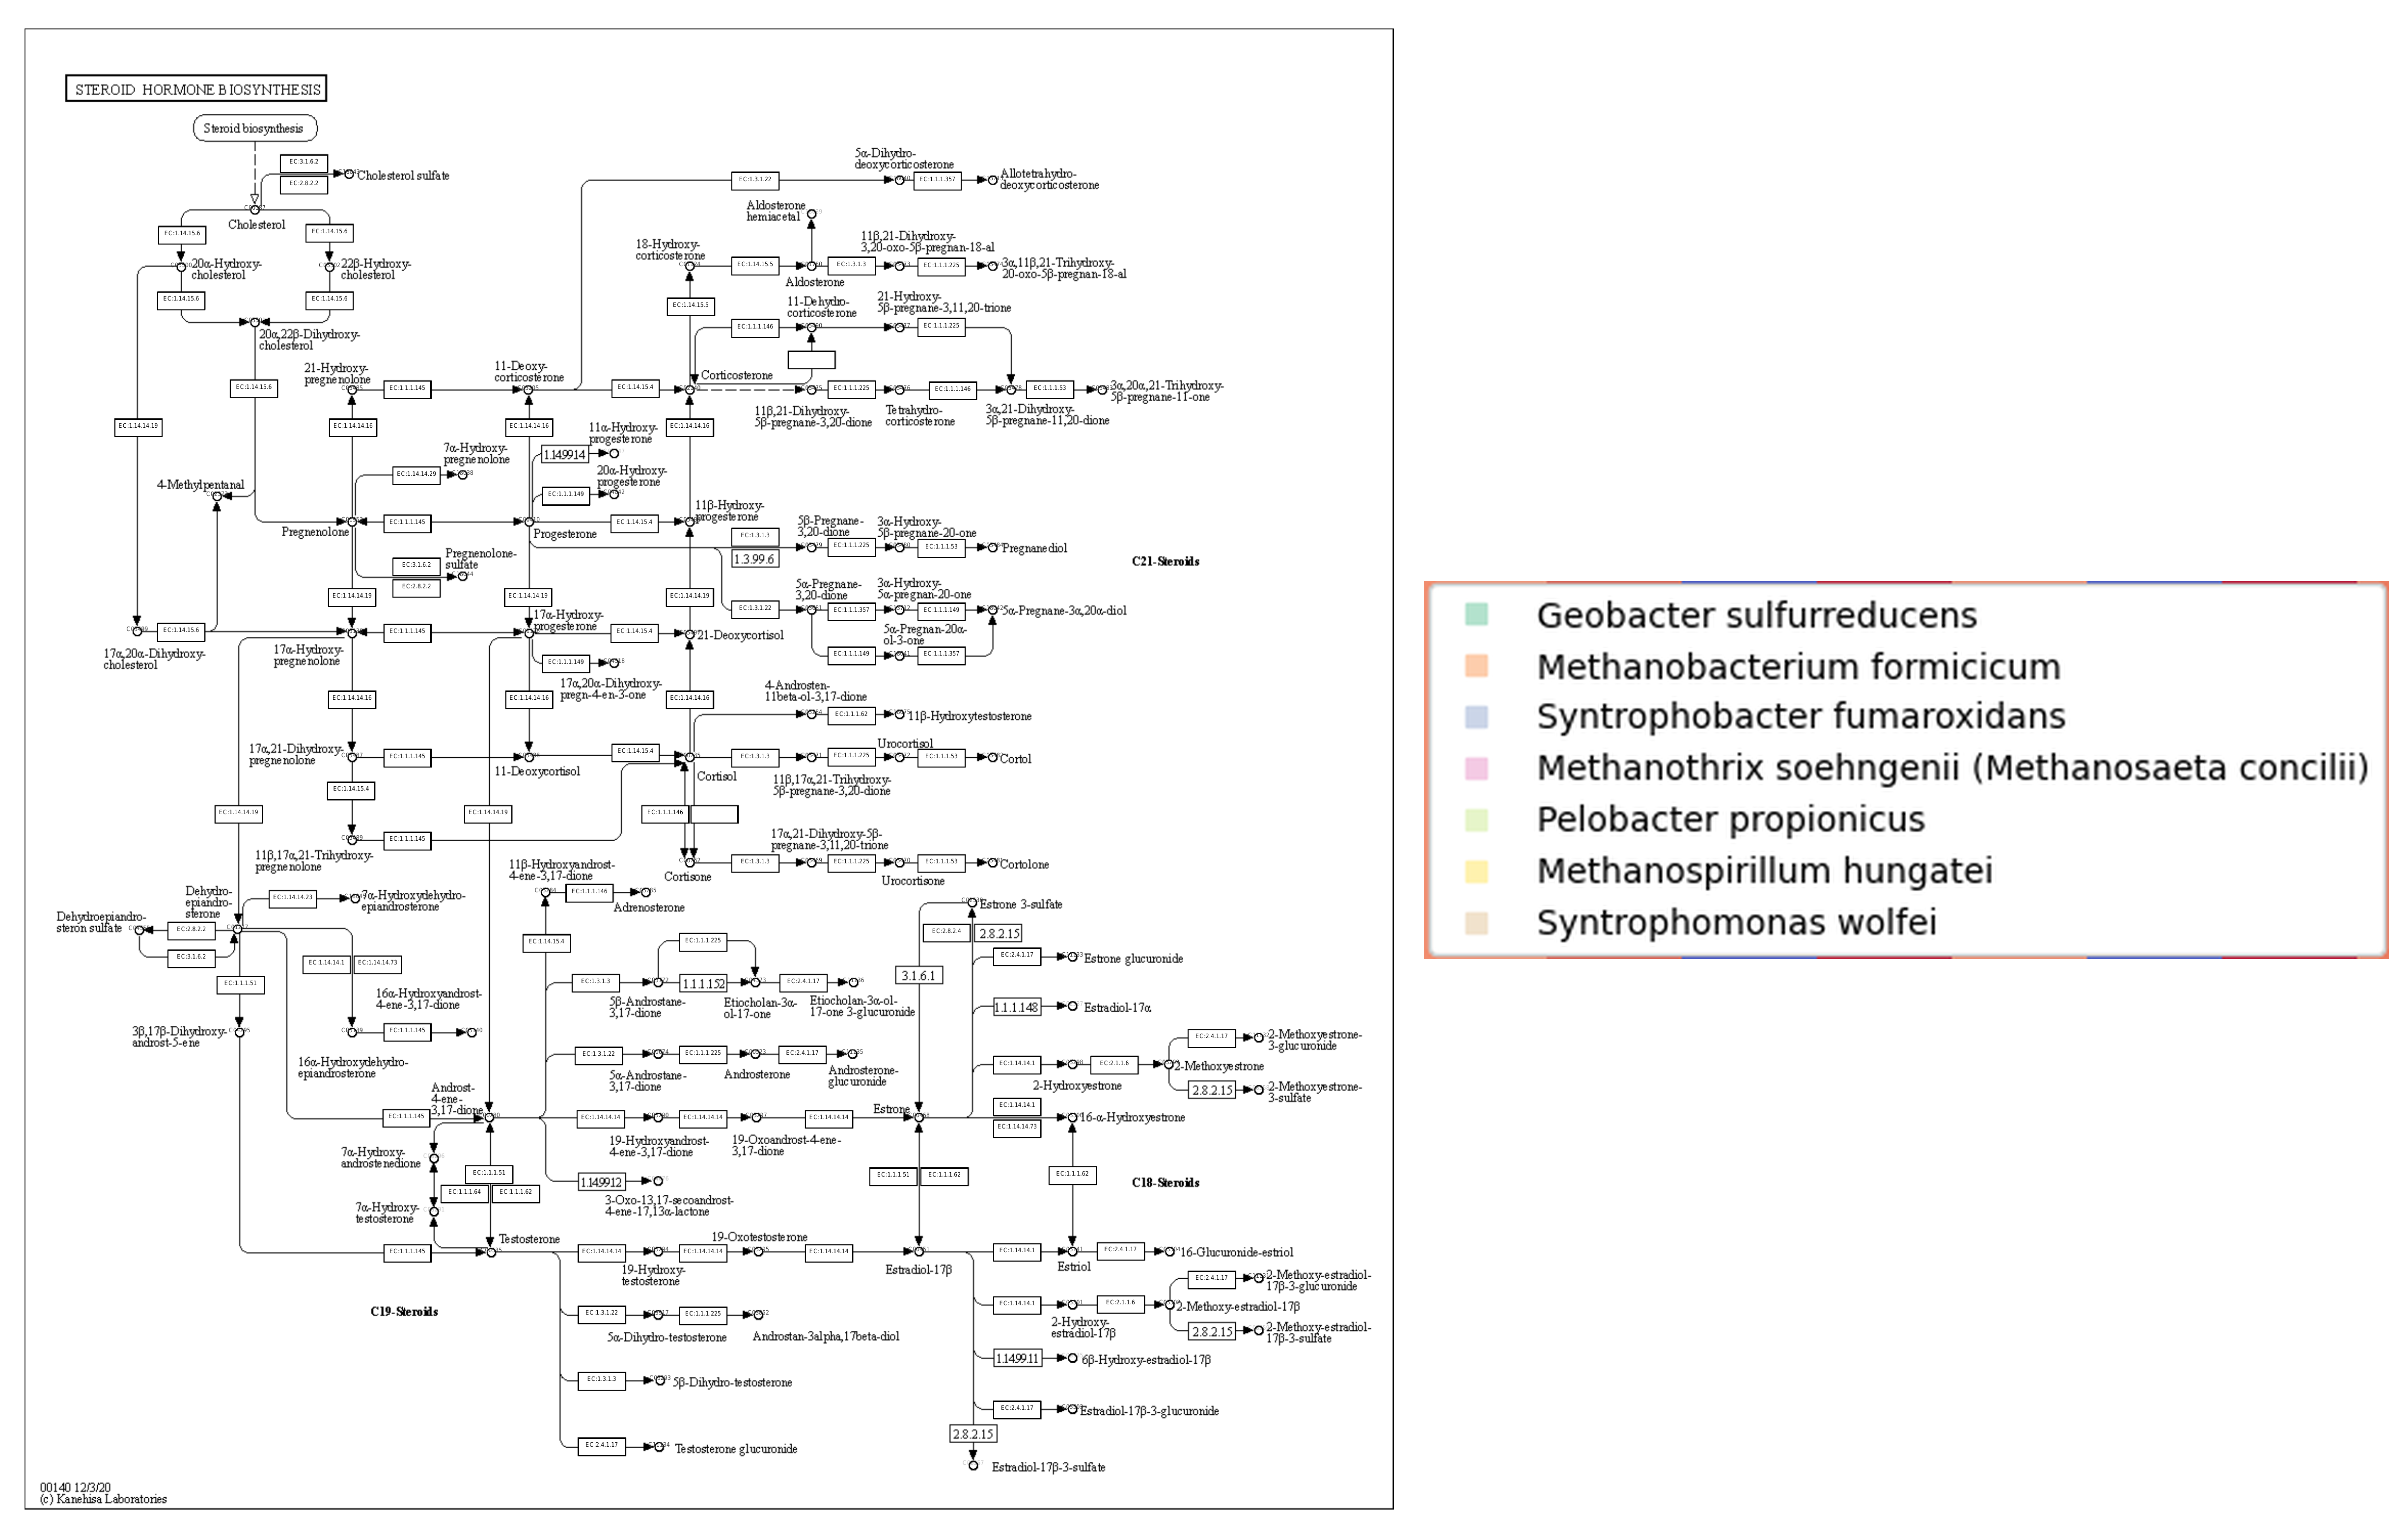 STEROID HORMONE BIOSYNTHESIS
Steroid biosynthesis
EC:3.1.6.2
EC:2.8.2.2
Cholesterol sulfate
Cholesterol
EC:1.14.15.6
EC:1.14.15.6
20α-Hydroxy-
cholesterol
22β-Hydroxy-
cholesterol
EC:1.14.15.6
EC:1.14.15.6
20α,22β-Dihydroxy-
cholesterol
EC:1.14.15.6
EC:1.14.14.19
4-Methylpentanal
EC:1.14.15.6
17α,20α-Dihydroxy-
cholesterol
EC:1.3.1.22
5α-Dihydro-
deoxycorticosterone
EC:1.1.1.357
Allotetrahydro-
deoxycorticosterone
Aldosterone
hemiacetal
18-Hydroxy-
corticosterone
EC:1.14.15.5
Aldosterone
EC:1.3.1.3
11β,21-Dihydroxy-
3,20-oxo-5β-pregnan-18-al
EC:1.1.1.225
3α,11β,21-Trihydroxy-
20-oxo-5β-pregnan-18-al
EC:1.14.15.5
11-Dehydro-
corticosterone
EC:1.1.1.146
21-Hydroxy-
5β-pregnane-3,11,20-trione
EC:1.1.1.225
21-Hydroxy-
pregnenolone
EC:1.1.1.145
11-Deoxy-
corticosterone
EC:1.14.15.4
Corticosterone
EC:1.1.1.225
EC:1.1.1.146
EC:1.1.1.53
3α,20α,21-Trihydroxy-
5β-pregnane-11-one
11β,21-Dihydroxy-
5β-pregnane-3,20-dione
Tetrahydro-
corticosterone
3α,21-Dihydroxy-
5β-pregnane-11,20-dione
EC:1.14.14.16
EC:1.14.14.16
EC:1.14.14.16
7α-Hydroxy-
pregnenolone
EC:1.14.14.29
11α-Hydroxy-
progesterone
1.14.99.14
20α-Hydroxy-
progesterone
EC:1.1.1.149
Pregnenolone
EC:1.1.1.145
Progesterone
EC:1.14.15.4
11β-Hydroxy-
progesterone
EC:1.3.1.3
1.3.99.6
5β-Pregnane-
3,20-dione
EC:1.1.1.225
3α-Hydroxy-
5β-pregnane-20-one
EC:1.1.1.53
Pregnanediol
C21-Steroids
Pregnenolone-
sulfate
EC:3.1.6.2
EC:2.8.2.2
EC:1.14.14.19
EC:1.14.14.19
EC:1.14.14.19
EC:1.3.1.22
5α-Pregnane-
3,20-dione
EC:1.1.1.357
3α-Hydroxy-
5α-pregnan-20-one
EC:1.1.1.149
5α-Pregnane-3α,20α-diol
5α-Pregnan-20α-
ol-3-one
EC:1.1.1.149
EC:1.1.1.357
17α-Hydroxy-
pregnenolone
EC:1.1.1.145
17α-Hydroxy-
progesterone
EC:1.14.15.4
21-Deoxycortisol
EC:1.1.1.149
17α,20α-Dihydroxy-
pregn-4-en-3-one
EC:1.14.14.16
EC:1.14.14.16
EC:1.14.14.16
4-Androsten-
11beta-ol-3,17-dione
EC:1.1.1.62
11β-Hydroxytestosterone
17α,21-Dihydroxy-
pregnenolone
EC:1.1.1.145
11-Deoxycortisol
EC:1.14.15.4
Cortisol
EC:1.3.1.3
EC:1.1.1.225
Urocortisol
EC:1.1.1.53
Cortol
11β,17α,21-Trihydroxy-
5β-pregnane-3,20-dione
EC:1.14.15.4
EC:1.14.14.19
EC:1.14.14.19
EC:1.1.1.146
11β,17α,21-Trihydroxy-
pregnenolone
EC:1.1.1.145
17α,21-Dihydroxy-5β-
pregnane-3,11,20-trione
Cortisone
EC:1.3.1.3
EC:1.1.1.225
Urocortisone
EC:1.1.1.53
Cortolone
11β-Hydroxyandrost-
4-ene-3,17-dione
EC:1.1.1.146
Adrenosterone
EC:1.14.15.4
Dehydro-
epiandro-
sterone
EC:1.14.14.23
7α-Hydroxydehydro-
epiandrosterone
Dehydroepiandro-
steron sulfate
EC:2.8.2.2
EC:3.1.6.2
EC:1.14.14.1
EC:1.14.14.73
EC:1.1.1.51
16α-Hydroxyandrost-
4-ene-3,17-dione
EC:1.1.1.145
3β,17β-Dihydroxy-
androst-5-ene
16α-Hydroxydehydro-
epiandrosterone
EC:1.1.1.225
EC:1.3.1.3
1.1.1.152
EC:2.4.1.17
5β-Androstane-
3,17-dione
Etiocholan-3α-
ol-17-one
Etiocholan-3α-ol-
17-one 3-glucuronide
EC:1.3.1.22
EC:1.1.1.225
EC:2.4.1.17
5α-Androstane-
3,17-dione
Androsterone
Androsterone-
glucuronide
Estrone 3-sulfate
EC:2.8.2.4
2.8.2.15
3.1.6.1
EC:2.4.1.17
Estrone glucuronide
1.1.1.148
Estradiol-17α
EC:1.14.14.1
2-Hydroxyestrone
EC:2.1.1.6
2-Methoxyestrone
EC:2.4.1.17
2-Methoxyestrone-
3-glucuronide
2.8.2.15
2-Methoxyestrone-
3-sulfate
Androst-
4-ene-
3,17-dione
EC:1.1.1.145
EC:1.14.14.14
EC:1.14.14.14
EC:1.14.14.14
Estrone
EC:1.14.14.1
EC:1.14.14.73
16-α-Hydroxyestrone
19-Hydroxyandrost-
4-ene-3,17-dione
19-Oxoandrost-4-ene-
3,17-dione
7α-Hydroxy-
androstenedione
EC:1.1.1.51
EC:1.1.1.64
EC:1.1.1.62
1.14.99.12
3-Oxo-13,17-secoandrost-
4-ene-17,13α-lactone
EC:1.1.1.51
EC:1.1.1.62
EC:1.1.1.62
C18-Steroids
7α-Hydroxy-
testosterone
EC:1.1.1.145
Testosterone
EC:1.14.14.14
EC:1.14.14.14
19-Oxotestosterone
EC:1.14.14.14
19-Hydroxy-
testosterone
Estradiol-17β
EC:1.14.14.1
Estriol
EC:2.4.1.17
16-Glucuronide-estriol
C19-Steroids
EC:1.3.1.22
EC:1.1.1.225
5α-Dihydro-testosterone
Androstan-3alpha,17beta-diol
EC:1.14.14.1
2-Hydroxy-
estradiol-17β
EC:2.1.1.6
2-Methoxy-estradiol-17β
EC:2.4.1.17
2-Methoxy-estradiol-
17β-3-glucuronide
2.8.2.15
2-Methoxy-estradiol-
17β-3-sulfate
1.14.99.11
6β-Hydroxy-estradiol-17β
EC:1.3.1.3
5β-Dihydro-testosterone
EC:2.4.1.17
Estradiol-17β-3-glucuronide
2.8.2.15
Estradiol-17β-3-sulfate
EC:2.4.1.17
Testosterone glucuronide
00140 12/3/20
(c) Kanehisa Laboratories
Geobacter sulfurreducens
Methanobacterium formicicum
Syntrophobacter fumaroxidans
Methanothrix soehngenii (Methanosaeta concilii)
Pelobacter propionicus
Methanospirillum hungatei
Syntrophomonas wolfei